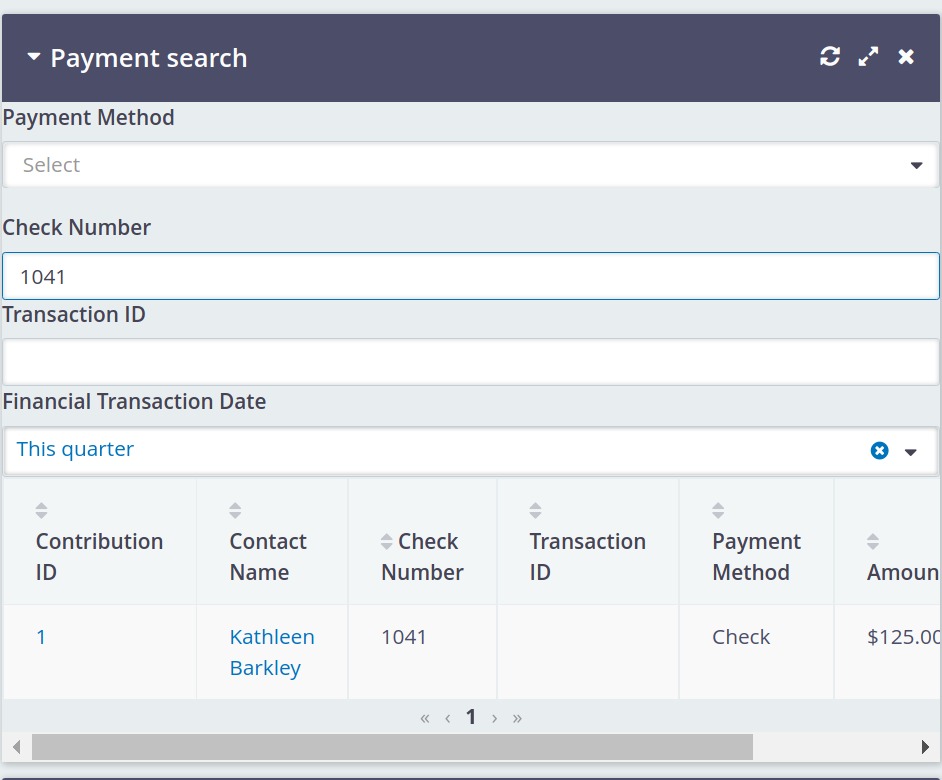 Payment search
Payment Method
Select
Check Number
1041
Transaction ID
Financial Transaction Date
This quarter
Contribution ID
Contact Name
Check Number
Transaction ID
Payment Method
Amoun
1
Kathleen Barkley
1041
Check
$125.00
« ‹ 1 › »